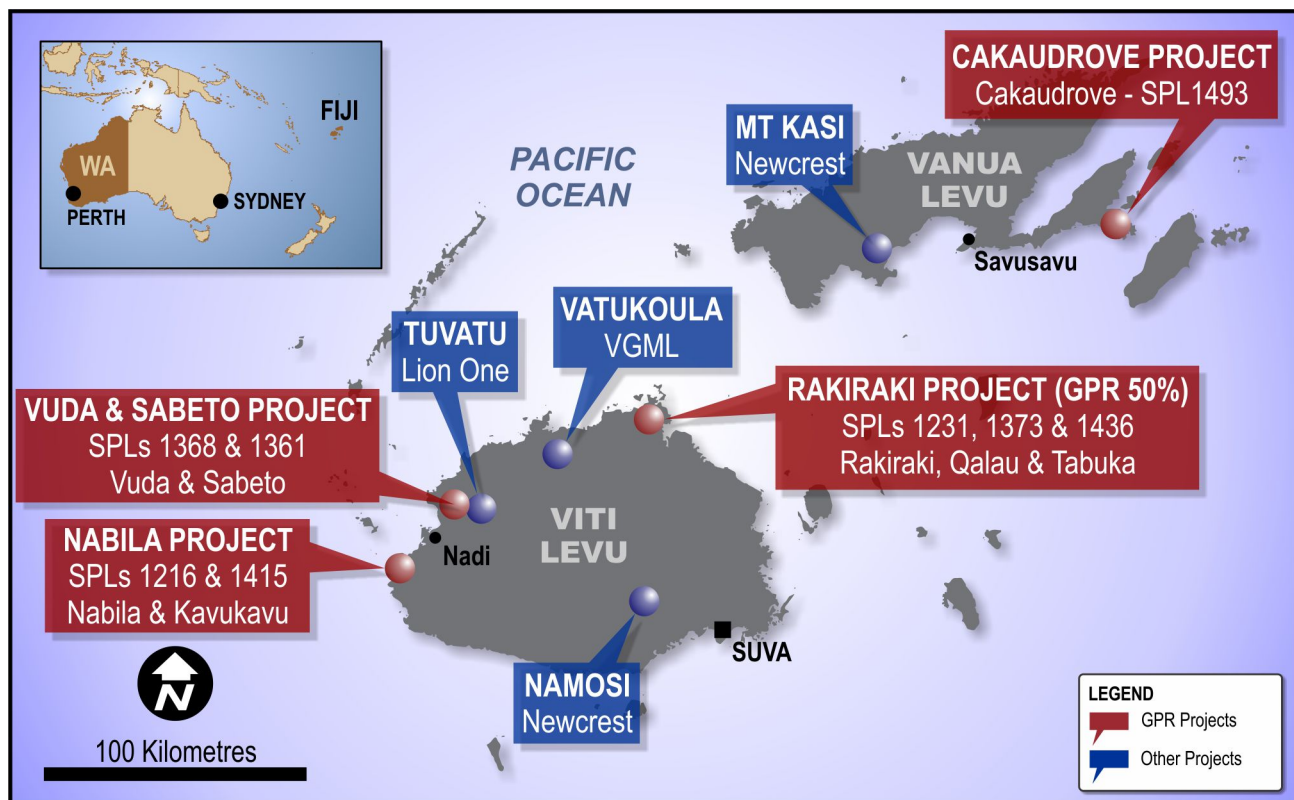 FIJI
WA
PERTH
SYDNEY
PACIFIC
OCEAN
CAKAUDROVE PROJECT
Cakaudrove - SPL1493
MT KASI
Newcrest
VANUA
LEVU
Savusavu
TUVATU
Lion One
VATUKOULA
VGML
RAKIRAKI PROJECT (GPR 50%)
SPLs 1231, 1373 & 1436
Rakiraki, Qalau & Tabuka
VUDA & SABETO PROJECT
SPLs 1368 & 1361
Vuda & Sabeto
NABILA PROJECT
SPLs 1216 & 1415
Nabila & Kavukavu
Nadi
VITI
LEVU
SUVA
NAMOSI
Newcrest
N
100 Kilometres
LEGEND
GPR Projects
Other Projects